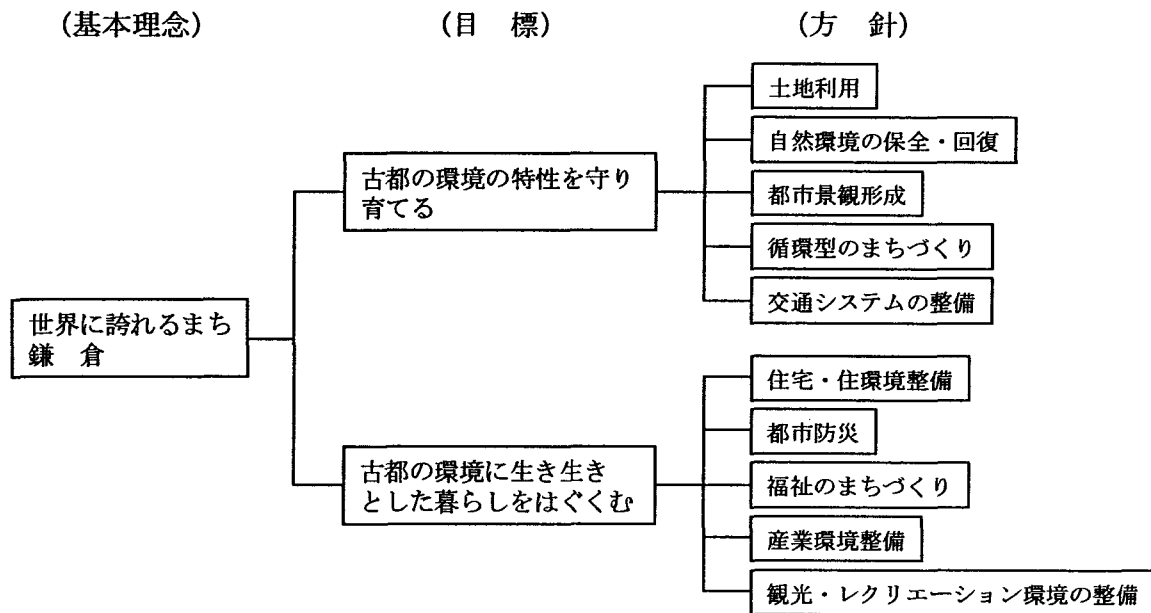 (基本理念)
(目　標)
(方　針)
世界に誇れるまち
鎌　倉
古都の環境の特性を守り
育てる
土地利用
自然環境の保全・回復
都市景観形成
循環型のまちづくり
交通システムの整備
古都の環境に生き生き
とした暮らしをはぐくむ
住宅・住環境整備
都市防災
福祉のまちづくり
産業環境整備
観光・レクリエーション環境の整備